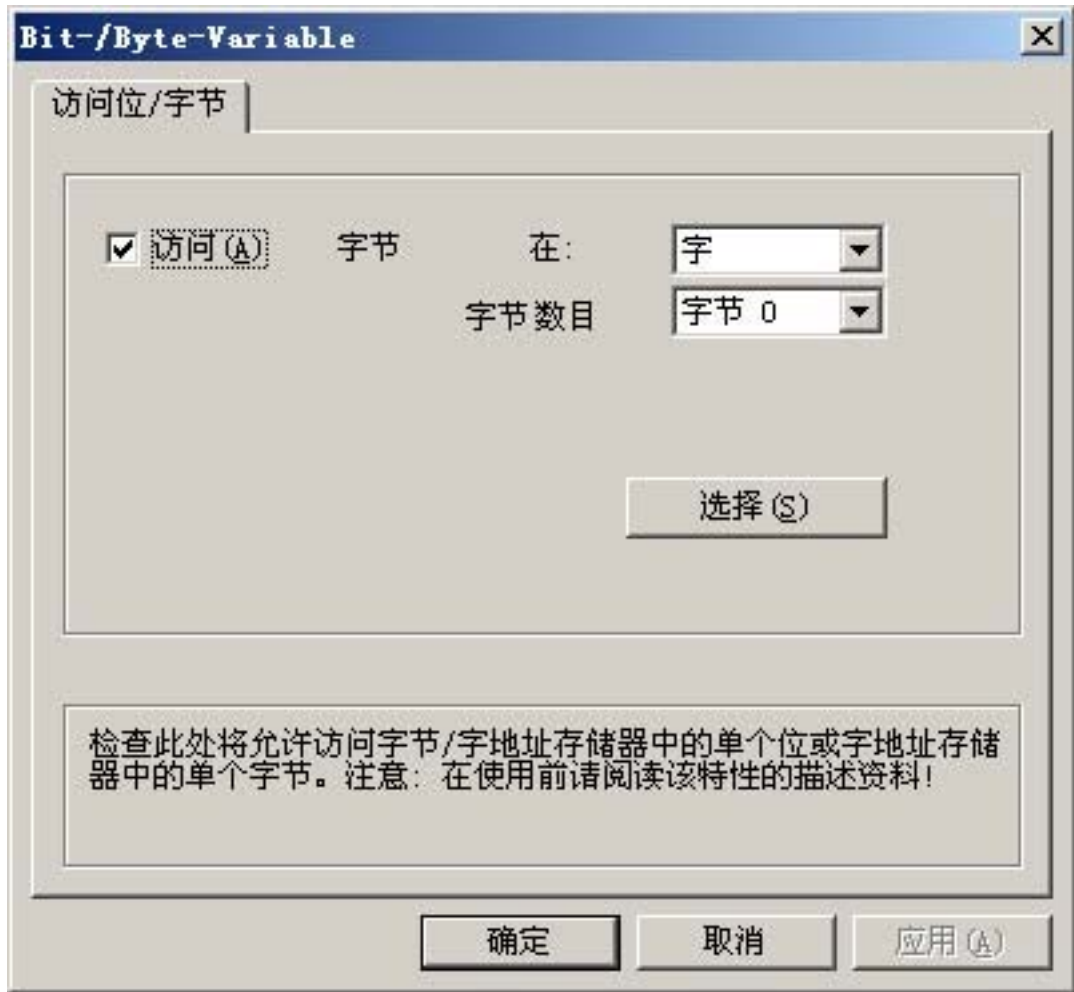 Bit-/Byte-Variable
访问位/字节
访问(A) 字节 在: 字
字节数目 字节 0
选择(S)
检查此处将允许访问字节/字地址存储器中的单个位或字地址存储
器中的单个字节。注意: 在使用前请阅读该特性的描述资料!
确定 取消 应用(A)